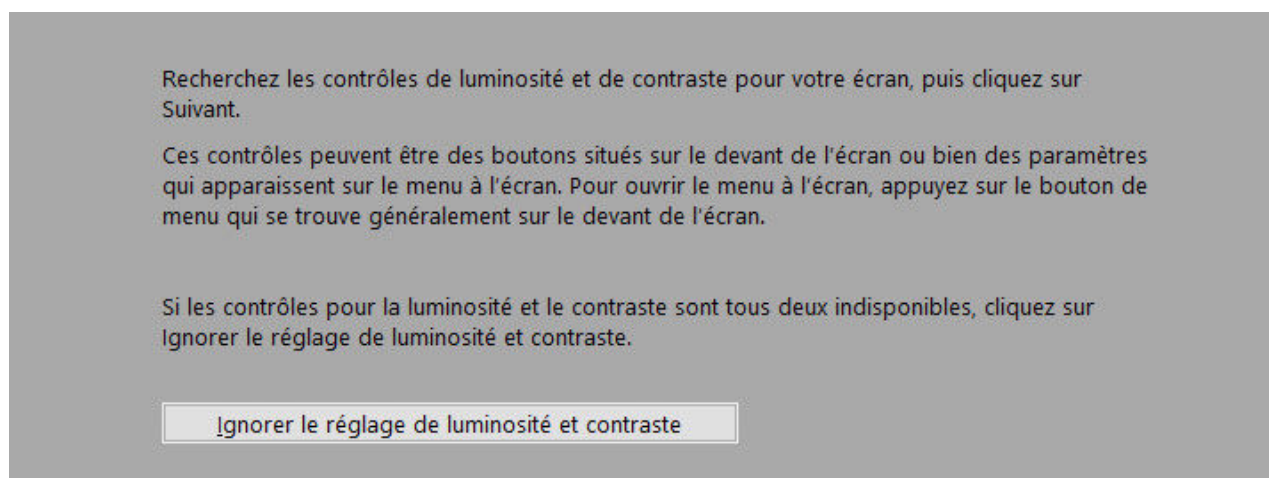 Recherchez les contrôles de luminosité et de contraste pour votre écran, puis cliquez sur
Suivant.
Ces contrôles peuvent être des boutons situés sur le devant de l'écran ou bien des paramètres
qui apparaissent sur le menu à l'écran. Pour ouvrir le menu à l'écran, appuyez sur le bouton de
menu qui se trouve généralement sur le devant de l'écran.
Si les contrôles pour la luminosité et le contraste sont tous deux indisponibles, cliquez sur
Ignorer le réglage de luminosité et contraste.
Ignorer le réglage de luminosité et contraste